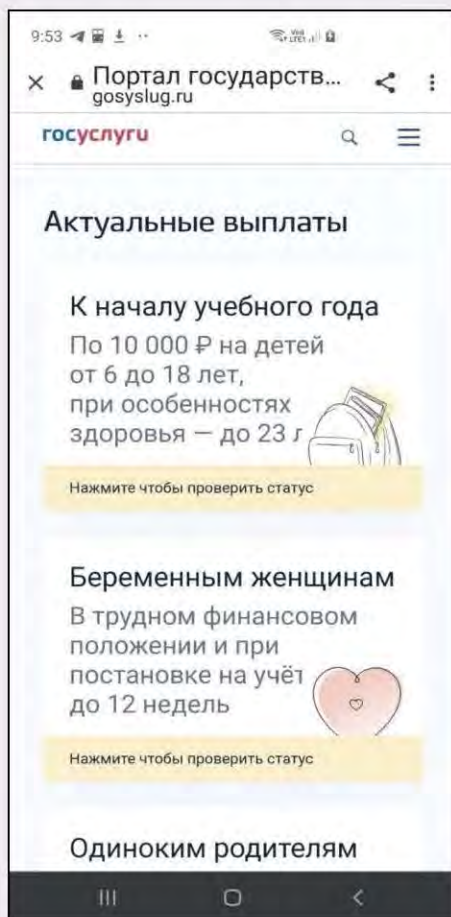 9:53
Портал государств...
gosyslug.ru
госуслуги
Актуальные выплаты
К началу учебного года
По 10 000 ₽ на детей
от 6 до 18 лет,
при особенностях
здоровья — до 23 л
Нажмите чтобы проверить статус
Беременным женщинам
В трудном финансовом
положении и при
постановке на учёт
до 12 недель
Нажмите чтобы проверить статус
Одиноким родителям